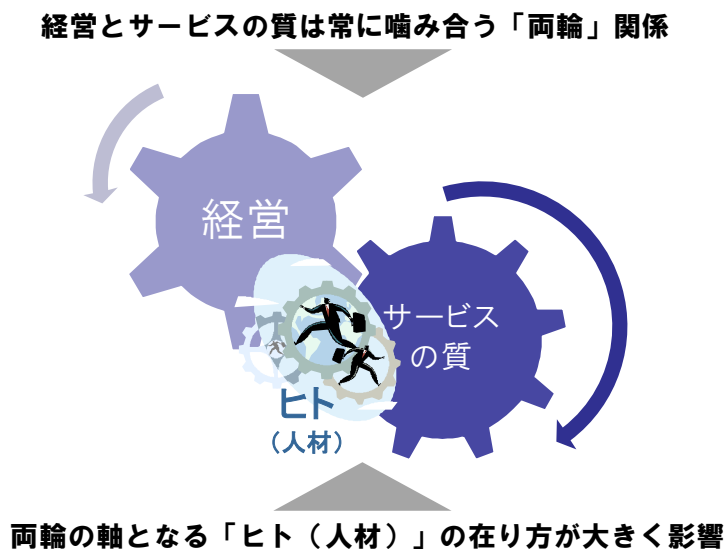 経営とサービスの質は常に噛み合う「両輪」関係
経営
サービス
の質
ヒト
（人材）
両輪の軸となる「ヒト（人材）」の在り方が大きく影響